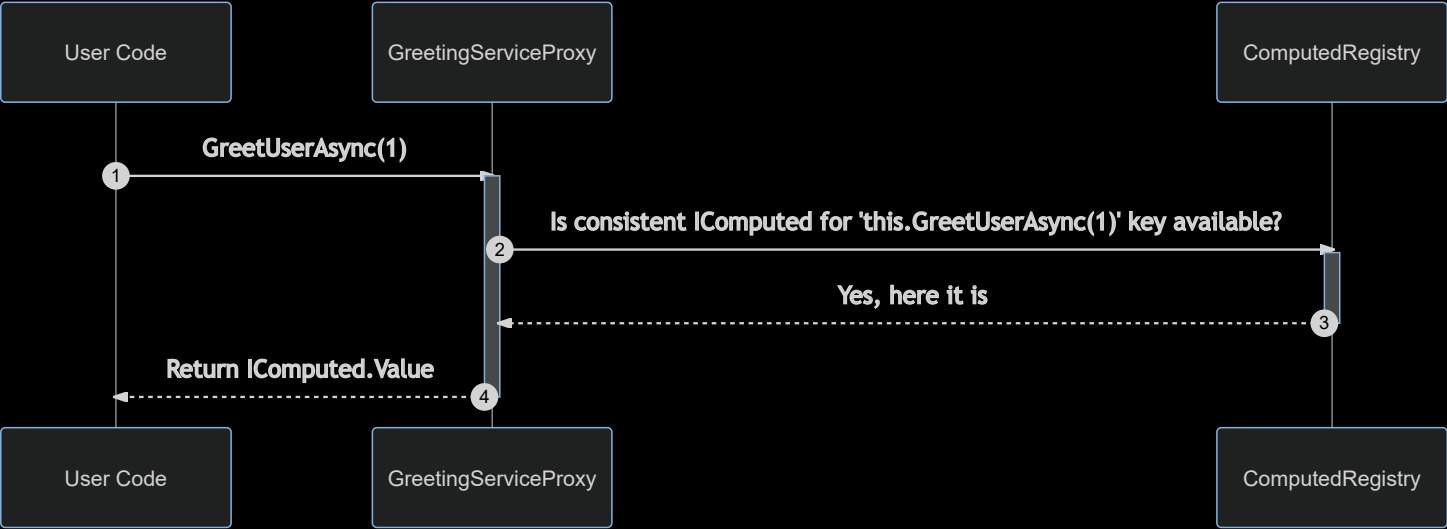 User Code
GreetingServiceProxy
ComputedRegistry
GreetUserAsync(1)
1
Is consistent IComputed for 'this.GreetUserAsync(1)' key available?
2
Yes, here it is
3
Return IComputed.Value
4
User Code
GreetingServiceProxy
ComputedRegistry